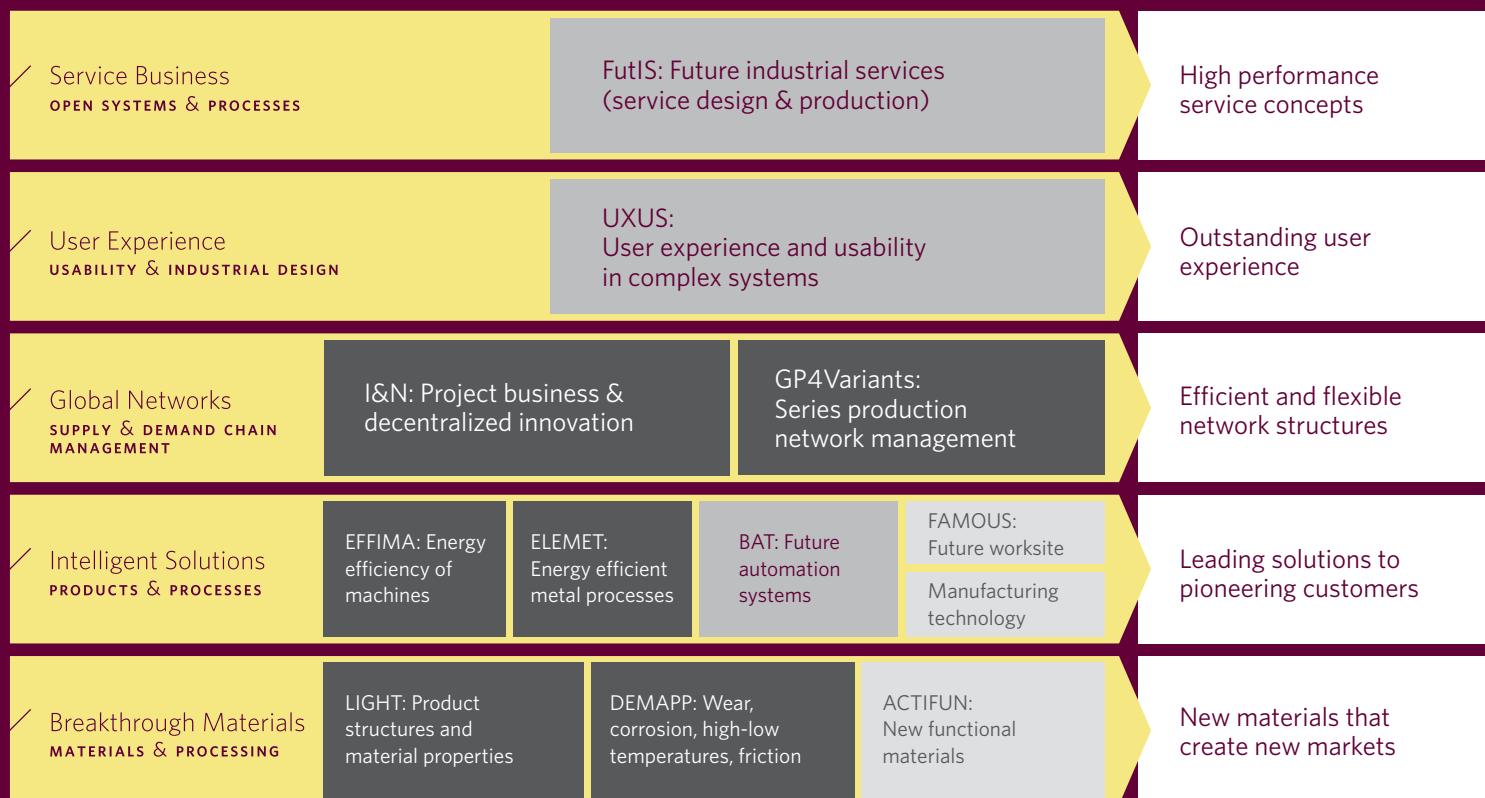 Service Business
OPEN SYSTEMS & PROCESSES
FutIS: Future industrial services
(service design & production)
High performance
service concepts
User Experience
USABILITY & INDUSTRIAL DESIGN
UXUS:
User experience and usability
in complex systems
Outstanding user
experience
Global Networks
SUPPLY & DEMAND CHAIN
MANAGEMENT
I&N: Project business &
decentralized innovation
GP4Variants:
Series production
network management
Efficient and flexible
network structures
Intelligent Solutions
PRODUCTS & PROCESSES
EFFIMA: Energy
efficiency of
machines
ELEMET:
Energy efficient
metal processes
BAT: Future
automation
systems
FAMOUS:
Future worksite
Manufacturing
technology
Leading solutions to
pioneering customers
Breakthrough Materials
MATERIALS & PROCESSING
LIGHT: Product
structures and
material properties
DEMAPP: Wear,
corrosion, high-low
temperatures, friction
ACTIFUN:
New functional
materials
New materials that
create new markets